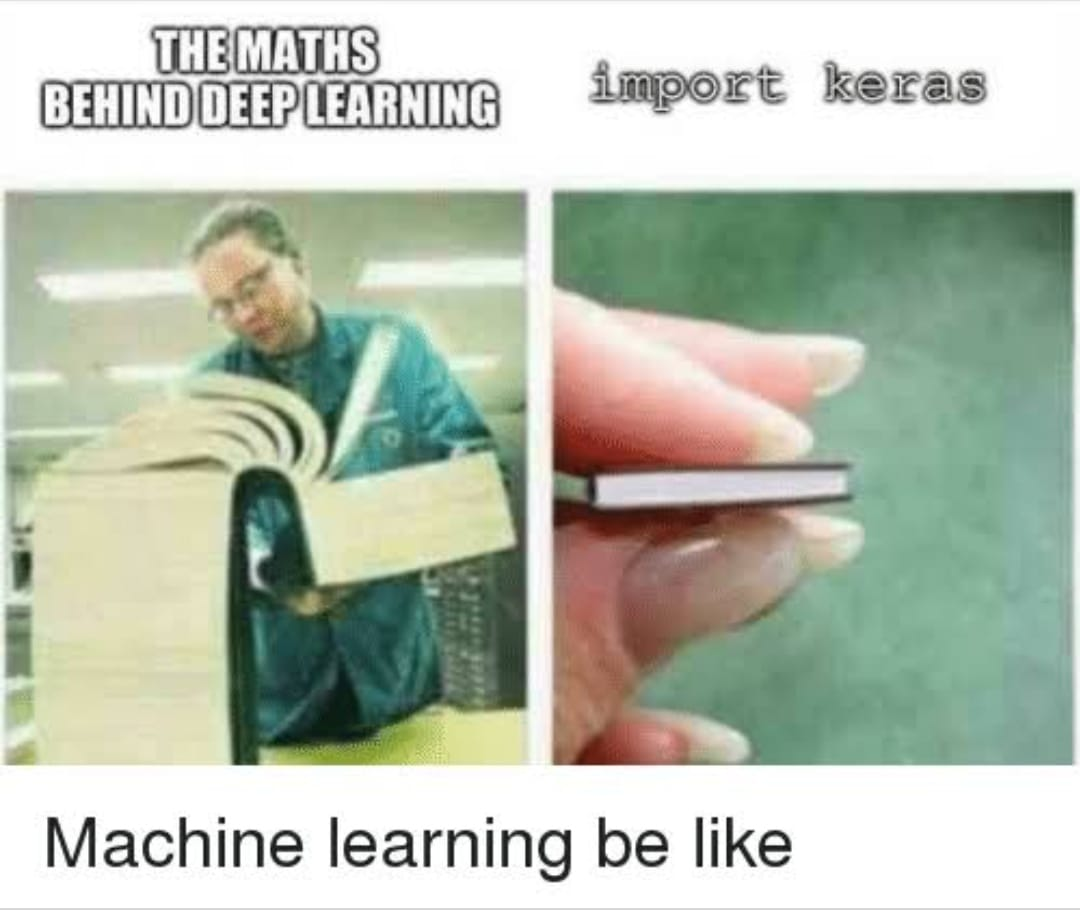 THE MATHS
BEHIND DEEP LEARNING
import keras
Machine learning be like